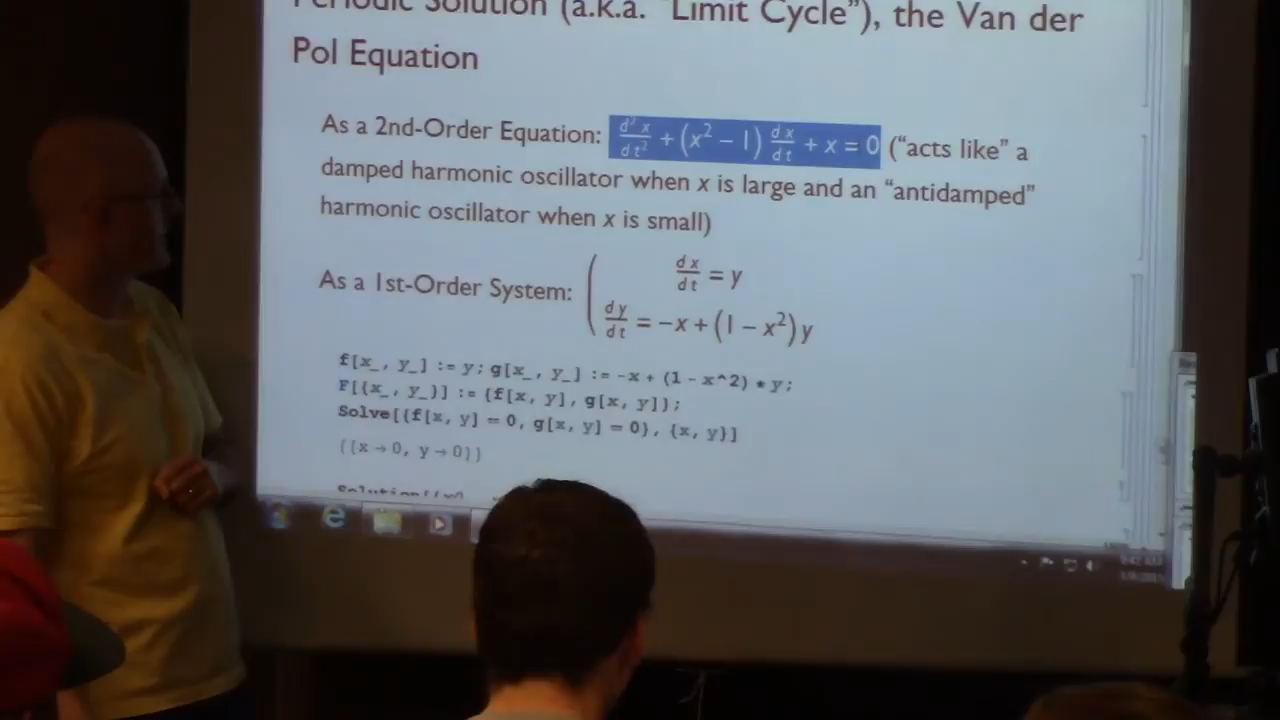 Periodic Solution (a.k.a. "Limit Cycle"), the Van der
Pol Equation
As a 2nd-Order Equation: d²x/dt² + (x² − 1) dx/dt + x = 0 ("acts like" a
damped harmonic oscillator when x is large and an "antidamped"
harmonic oscillator when x is small)
As a 1st-Order System: ( dx/dt = y
dy/dt = −x + (1 − x²) y
f[x_, y_] := y; g[x_, y_] := -x + (1 - x^2) * y;
F[{x_, y_}] := {f[x, y], g[x, y]};
Solve[{f[x, y] == 0, g[x, y] == 0}, {x, y}]
{{x → 0, y → 0}}